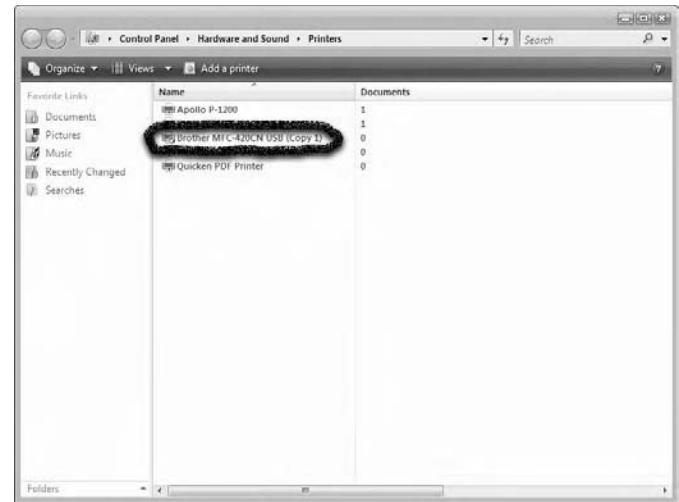 Control Panel ▸ Hardware and Sound ▸ Printers
Search
Organize
Views
Add a printer
Favorite Links
Documents
Pictures
Music
Recently Changed
Searches
Folders
Name Documents
Apollo P-1200 1
1
Brother MFC-420CN USB (Copy 1) 0
0
Quicken PDF Printer 0